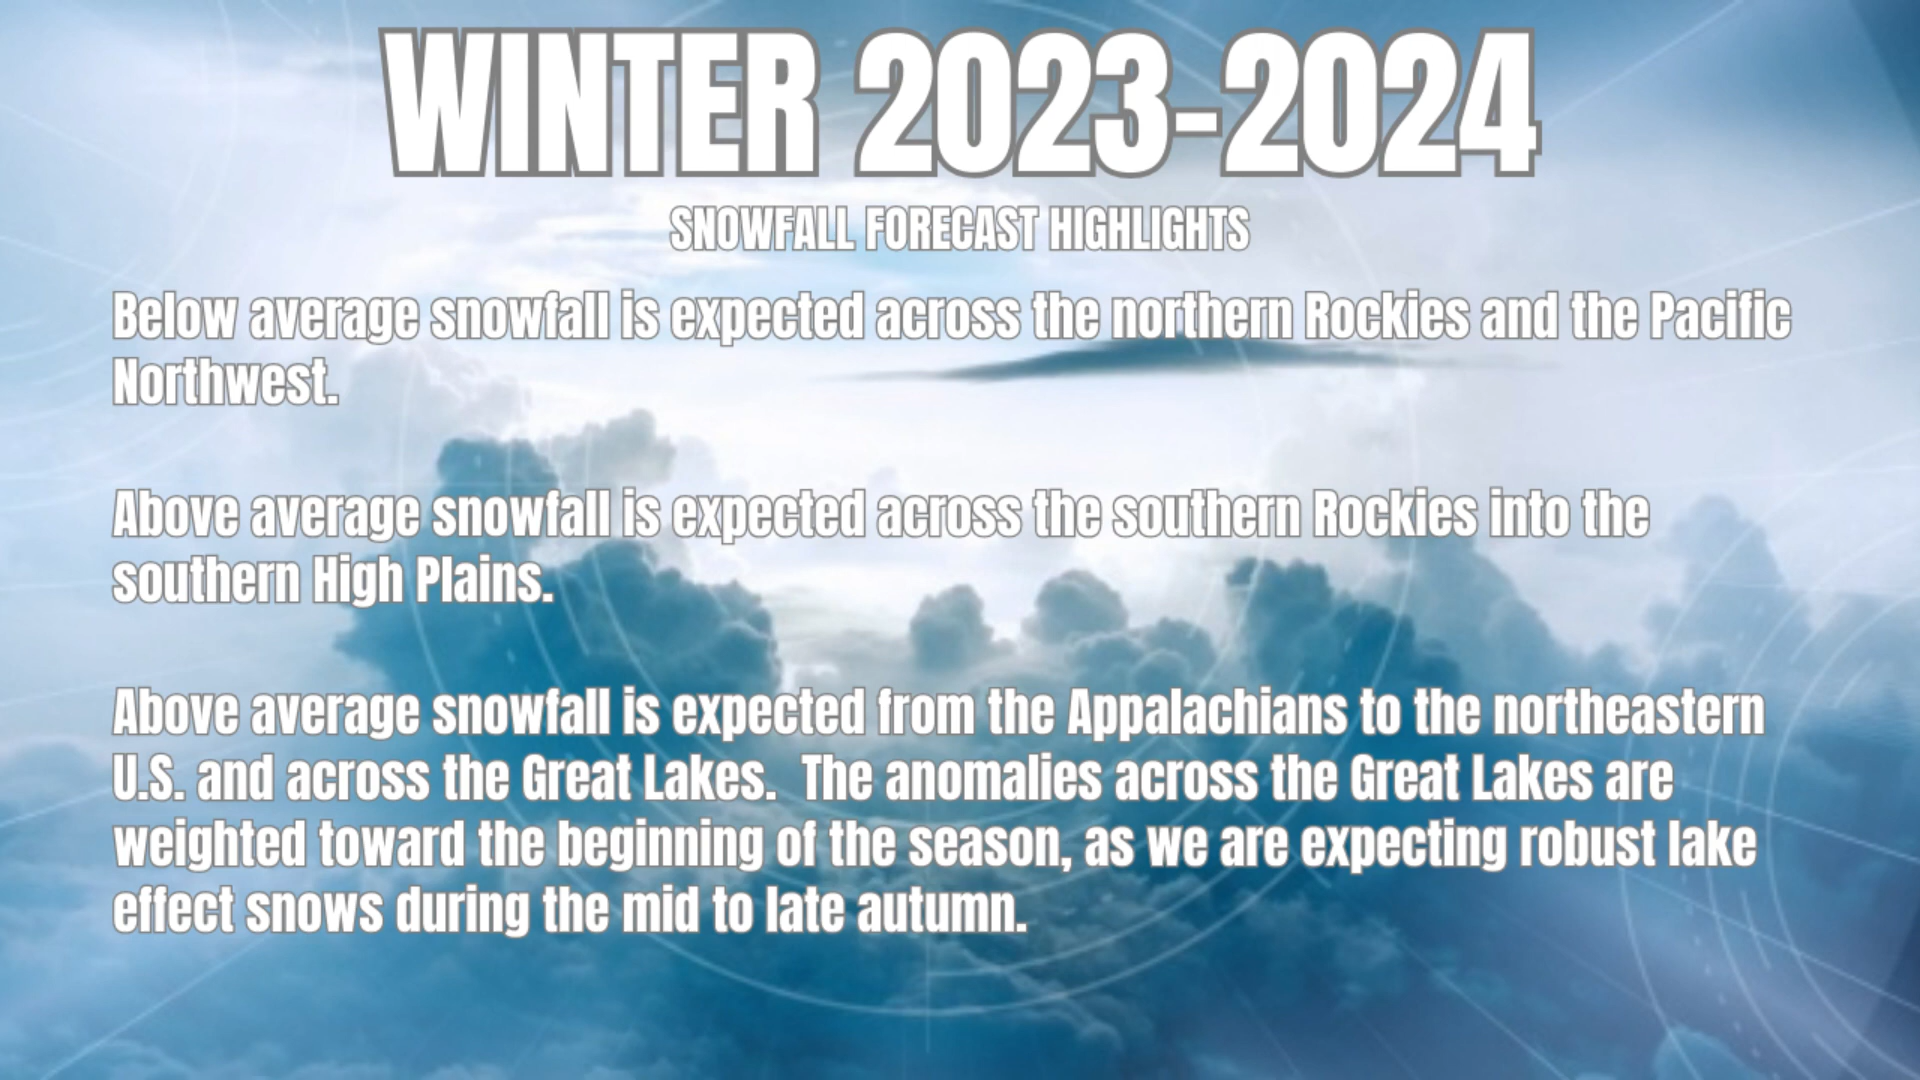 WINTER 2023-2024
SNOWFALL FORECAST HIGHLIGHTS
Below average snowfall is expected across the northern Rockies and the Pacific
Northwest.
Above average snowfall is expected across the southern Rockies into the
southern High Plains.
Above average snowfall is expected from the Appalachians to the northeastern
U.S. and across the Great Lakes.  The anomalies across the Great Lakes are
weighted toward the beginning of the season, as we are expecting robust lake
effect snows during the mid to late autumn.